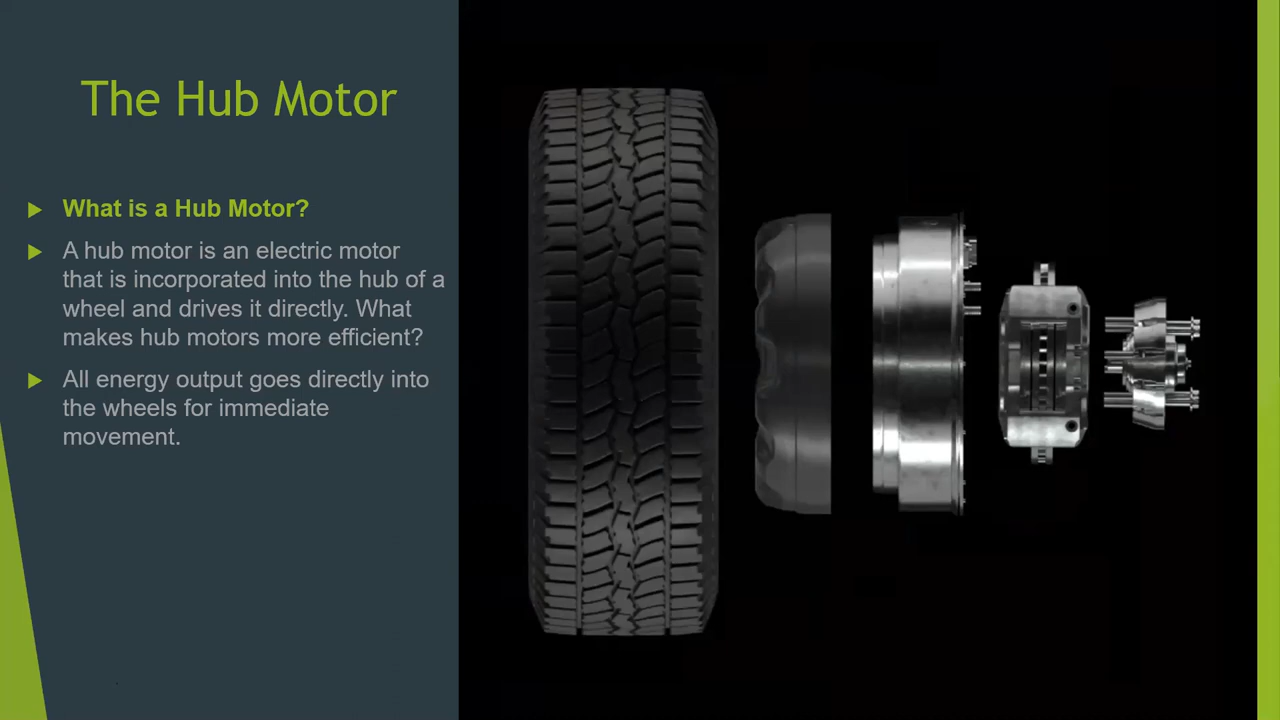 The Hub Motor
What is a Hub Motor?
A hub motor is an electric motor
that is incorporated into the hub of a
wheel and drives it directly. What
makes hub motors more efficient?
All energy output goes directly into
the wheels for immediate
movement.